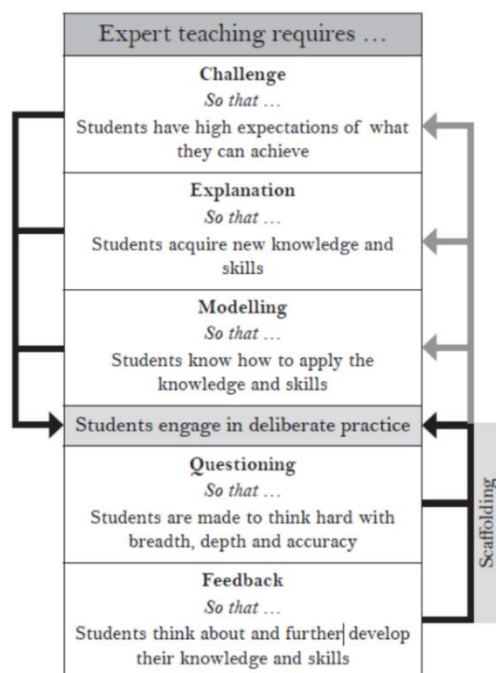 Expert teaching requires …
Challenge
So that …
Students have high expectations of what
they can achieve
Explanation
So that …
Students acquire new knowledge and
skills
Modelling
So that …
Students know how to apply the
knowledge and skills
Students engage in deliberate practice
Questioning
So that …
Students are made to think hard with
breadth, depth and accuracy
Feedback
So that …
Students think about and further develop
their knowledge and skills
Scaffolding